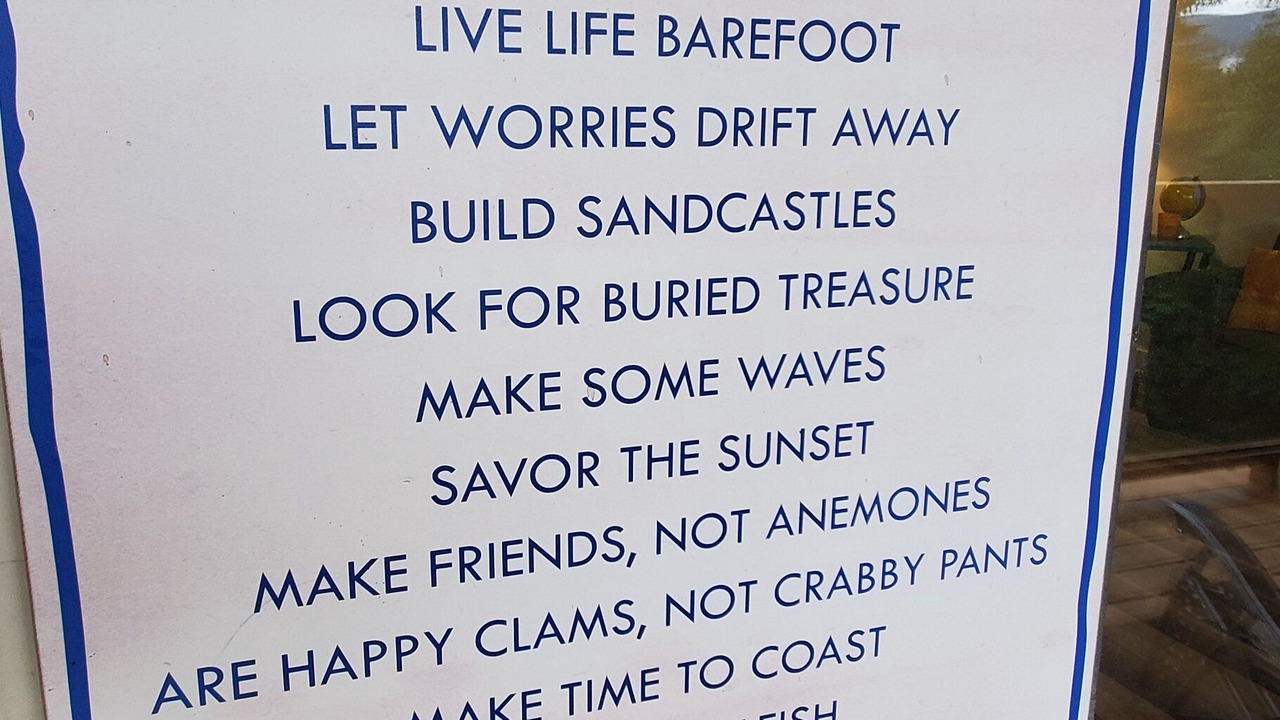 LIVE LIFE BAREFOOT
LET WORRIES DRIFT AWAY
BUILD SANDCASTLES
LOOK FOR BURIED TREASURE
MAKE SOME WAVES
SAVOR THE SUNSET
MAKE FRIENDS, NOT ANEMONES
ARE HAPPY CLAMS, NOT CRABBY PANTS
MAKE TIME TO COAST